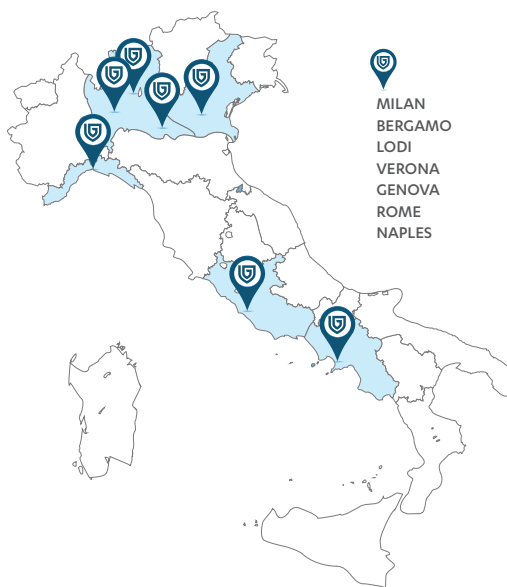 MILAN
BERGAMO
LODI
VERONA
GENOVA
ROME
NAPLES